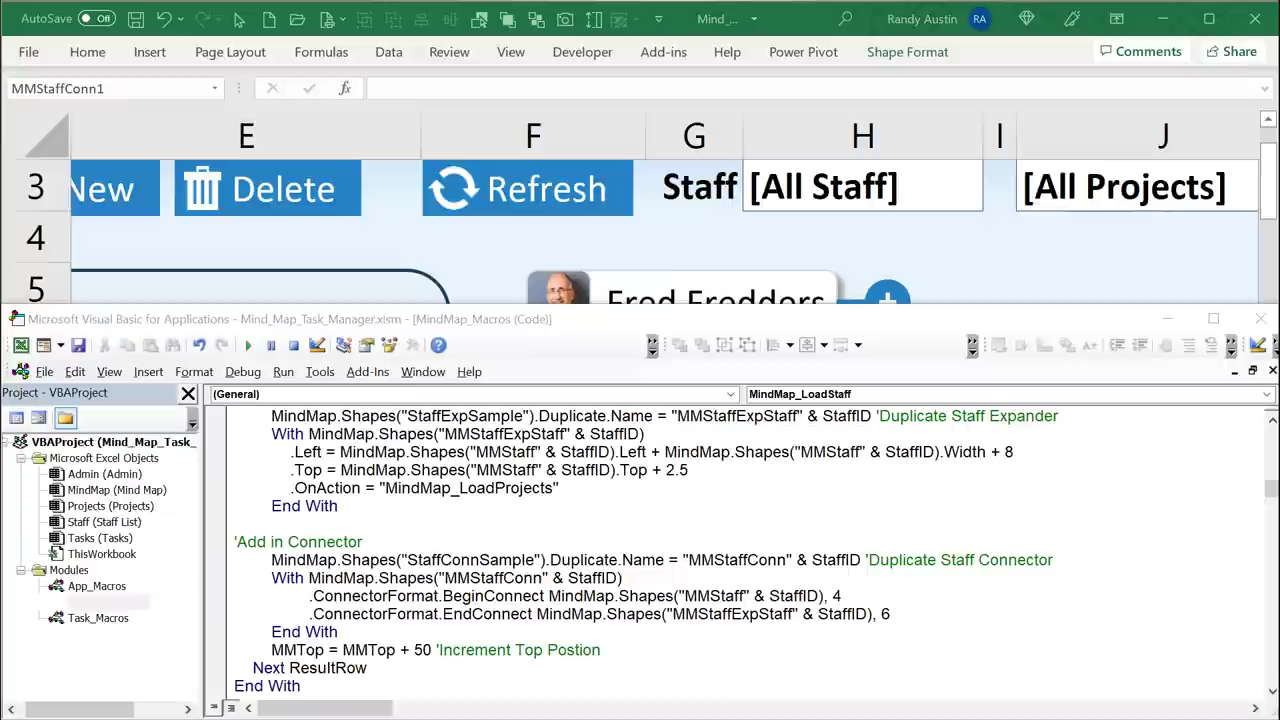 AutoSave Off Mind_... Randy Austin RA
File Home Insert Page Layout Formulas Data Review View Developer Add-ins Help Power Pivot Shape Format Comments Share
MMStaffConn1 fx
E F G H I J
3 New Delete Refresh Staff [All Staff] [All Projects]
4
5 Fred Fredders
Microsoft Visual Basic for Applications - Mind_Map_Task_Manager.xlsm - [MindMap_Macros (Code)]
File Edit View Insert Format Debug Run Tools Add-Ins Window Help
Project - VBAProject
(General) MindMap_LoadStaff
VBAProject (Mind_Map_Task_
Microsoft Excel Objects
Admin (Admin)
MindMap (Mind Map)
Projects (Projects)
Staff (Staff List)
Tasks (Tasks)
ThisWorkbook
Modules
App_Macros
Task_Macros
MindMap.Shapes("StaffExpSample").Duplicate.Name = "MMStaffExpStaff" & StaffID 'Duplicate Staff Expander
With MindMap.Shapes("MMStaffExpStaff" & StaffID)
.Left = MindMap.Shapes("MMStaff" & StaffID).Left + MindMap.Shapes("MMStaff" & StaffID).Width + 8
.Top = MindMap.Shapes("MMStaff" & StaffID).Top + 2.5
.OnAction = "MindMap_LoadProjects"
End With
'Add in Connector
MindMap.Shapes("StaffConnSample").Duplicate.Name = "MMStaffConn" & StaffID 'Duplicate Staff Connector
With MindMap.Shapes("MMStaffConn" & StaffID)
.ConnectorFormat.BeginConnect MindMap.Shapes("MMStaff" & StaffID), 4
.ConnectorFormat.EndConnect MindMap.Shapes("MMStaffExpStaff" & StaffID), 6
End With
MMTop = MMTop + 50 'Increment Top Postion
Next ResultRow
End With